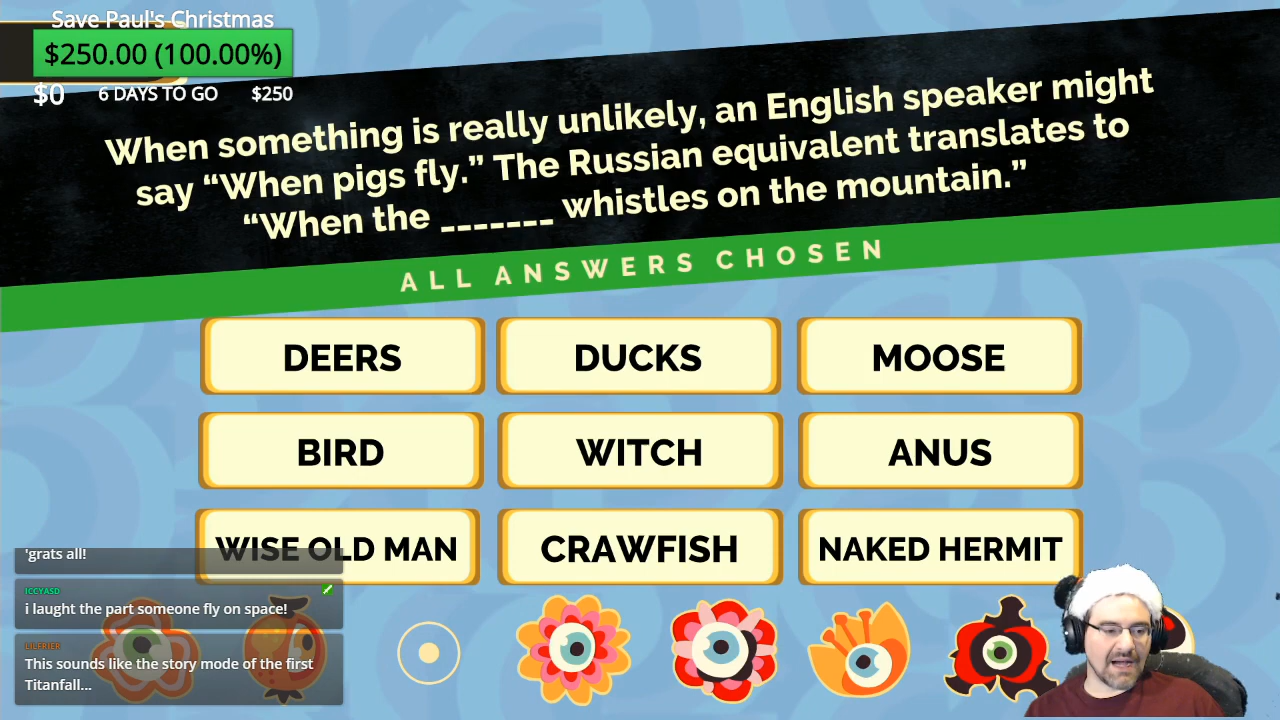 Save Paul's Christmas
$250.00 (100.00%)
$0 6 DAYS TO GO $250
When something is really unlikely, an English speaker might
say “When pigs fly.” The Russian equivalent translates to
“When the _______ whistles on the mountain.”
ALL ANSWERS CHOSEN
DEERS DUCKS MOOSE
BIRD WITCH ANUS
WISE OLD MAN CRAWFISH NAKED HERMIT
'grats all!
ICCYASD
i laught the part someone fly on space!
LILFRIER
This sounds like the story mode of the first
Titanfall...